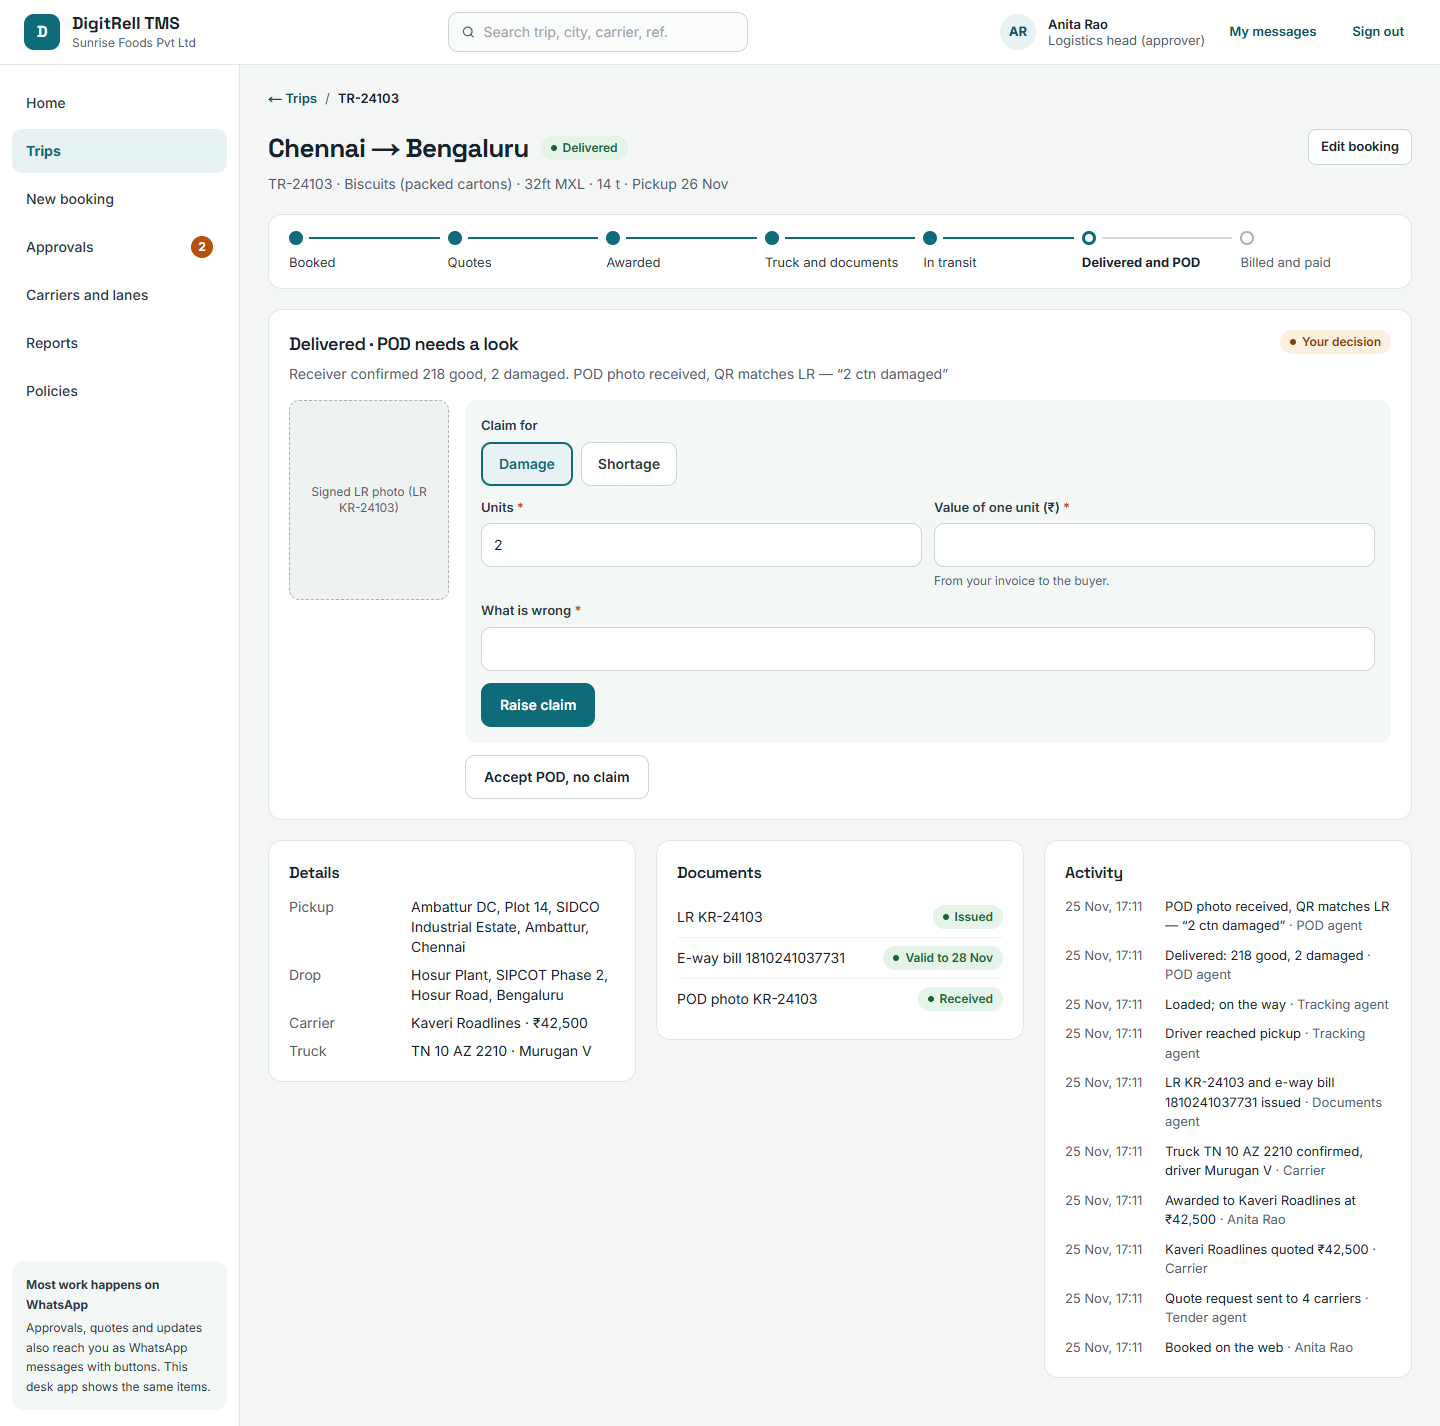 D
DigitRell TMS
Sunrise Foods Pvt Ltd
Search trip, city, carrier, ref.
AR
Anita Rao
Logistics head (approver)
My messages
Sign out
Home
Trips
New booking
Approvals
2
Carriers and lanes
Reports
Policies
Most work happens on
WhatsApp
Approvals, quotes and updates
also reach you as WhatsApp
messages with buttons. This
desk app shows the same items.
← Trips / TR-24103
Chennai → Bengaluru
Delivered
Edit booking
TR-24103 · Biscuits (packed cartons) · 32ft MXL · 14 t · Pickup 26 Nov
Booked
Quotes
Awarded
Truck and documents
In transit
Delivered and POD
Billed and paid
Delivered · POD needs a look
Your decision
Receiver confirmed 218 good, 2 damaged. POD photo received, QR matches LR — “2 ctn damaged”
Signed LR photo (LR
KR-24103)
Claim for
Damage
Shortage
Units *
2
Value of one unit (₹) *
From your invoice to the buyer.
What is wrong *
Raise claim
Accept POD, no claim
Details
Pickup
Ambattur DC, Plot 14, SIDCO
Industrial Estate, Ambattur,
Chennai
Drop
Hosur Plant, SIPCOT Phase 2,
Hosur Road, Bengaluru
Carrier
Kaveri Roadlines · ₹42,500
Truck
TN 10 AZ 2210 · Murugan V
Documents
LR KR-24103
Issued
E-way bill 1810241037731
Valid to 28 Nov
POD photo KR-24103
Received
Activity
25 Nov, 17:11
POD photo received, QR matches LR
— “2 ctn damaged” · POD agent
25 Nov, 17:11
Delivered: 218 good, 2 damaged ·
POD agent
25 Nov, 17:11
Loaded; on the way · Tracking agent
25 Nov, 17:11
Driver reached pickup · Tracking
agent
25 Nov, 17:11
LR KR-24103 and e-way bill
1810241037731 issued · Documents
agent
25 Nov, 17:11
Truck TN 10 AZ 2210 confirmed,
driver Murugan V · Carrier
25 Nov, 17:11
Awarded to Kaveri Roadlines at
₹42,500 · Anita Rao
25 Nov, 17:11
Kaveri Roadlines quoted ₹42,500 ·
Carrier
25 Nov, 17:11
Quote request sent to 4 carriers ·
Tender agent
25 Nov, 17:11
Booked on the web · Anita Rao